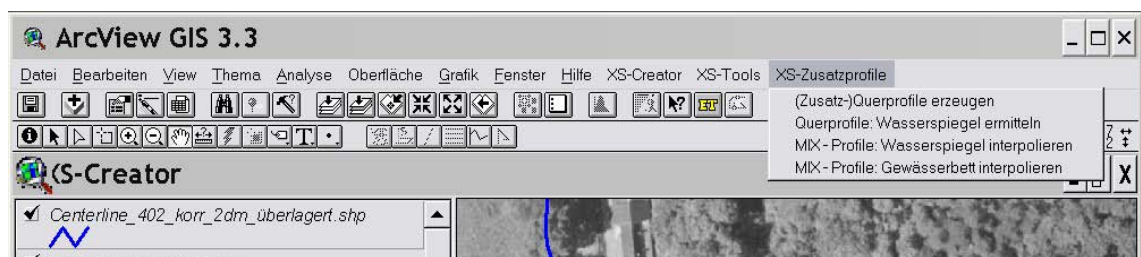 ArcView GIS 3.3
Datei Bearbeiten View Thema Analyse Oberfläche Grafik Fenster Hilfe XS-Creator XS-Tools XS-Zusatzprofile
(Zusatz-)Querprofile erzeugen
Querprofile: Wasserspiegel ermitteln
MIX - Profile: Wasserspiegel interpolieren
MIX - Profile: Gewässerbett interpolieren
(S-Creator
Centerline_402_korr_2dm_überlagert.shp